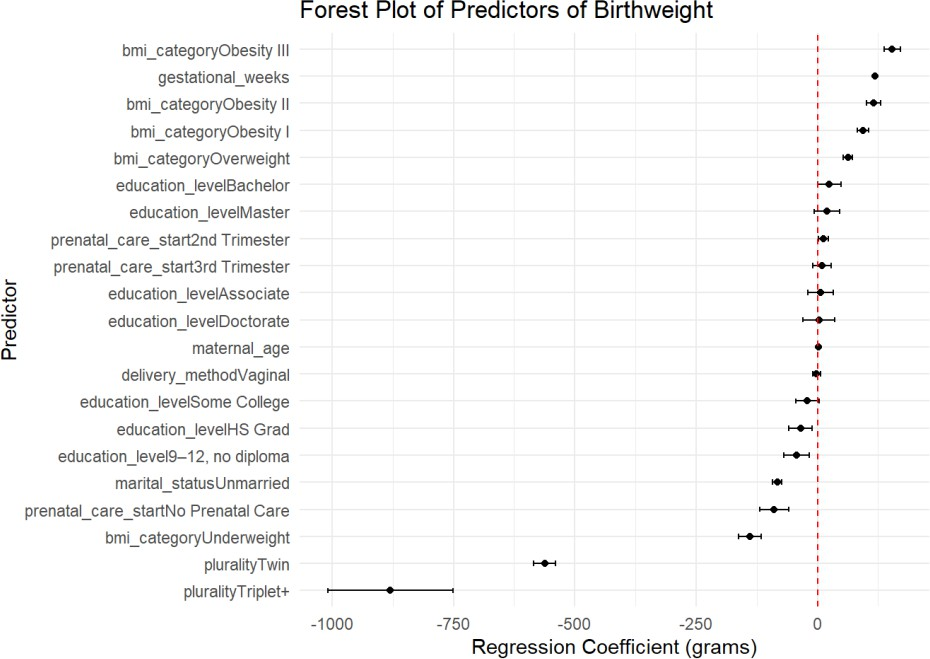 Forest Plot of Predictors of Birthweight
bmi_categoryObesity III
gestational_weeks
bmi_categoryObesity II
bmi_categoryObesity I
bmi_categoryOverweight
education_levelBachelor
education_levelMaster
prenatal_care_start2nd Trimester
prenatal_care_start3rd Trimester
education_levelAssociate
education_levelDoctorate
maternal_age
delivery_methodVaginal
education_levelSome College
education_levelHS Grad
education_level9–12, no diploma
marital_statusUnmarried
prenatal_care_startNo Prenatal Care
bmi_categoryUnderweight
pluralityTwin
pluralityTriplet+
Predictor
-1000 -750 -500 -250 0
Regression Coefficient (grams)